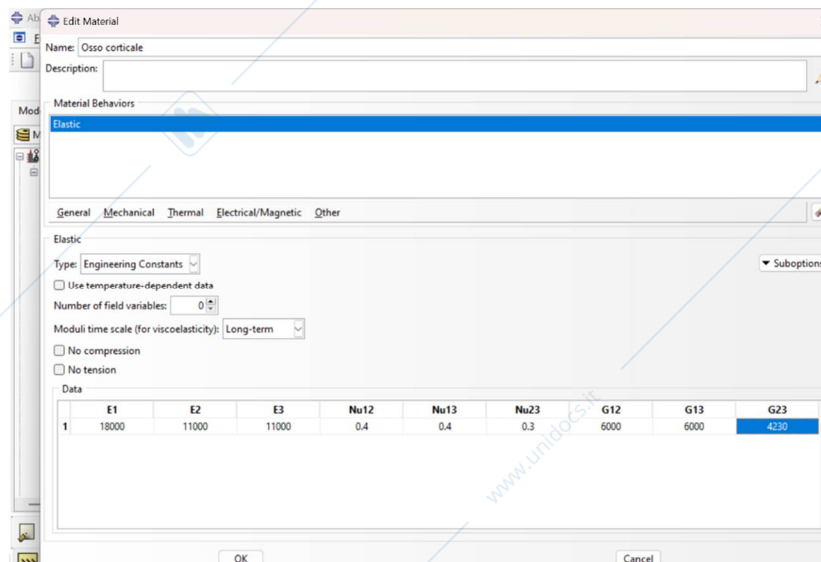 Ab
Edit Material
Name: Osso corticale
Description:
Mod
Material Behaviors
M
Elastic
General Mechanical Thermal Electrical/Magnetic Other
Elastic
Type: Engineering Constants
Suboptions
Use temperature-dependent data
Number of field variables: 0
Moduli time scale (for viscoelasticity): Long-term
No compression
No tension
Data
E1 E2 E3 Nu12 Nu13 Nu23 G12 G13 G23
1 18000 11000 11000 0.4 0.4 0.3 6000 6000 4230
www.unidocs.it
OK Cancel